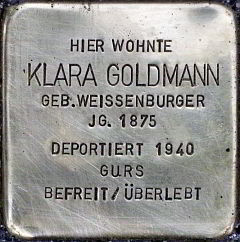 HIER WOHNTE
KLARA GOLDMANN
GEB.WEISSENBURGER
JG. 1875
DEPORTIERT 1940
GURS
BEFREIT/ÜBERLEBT